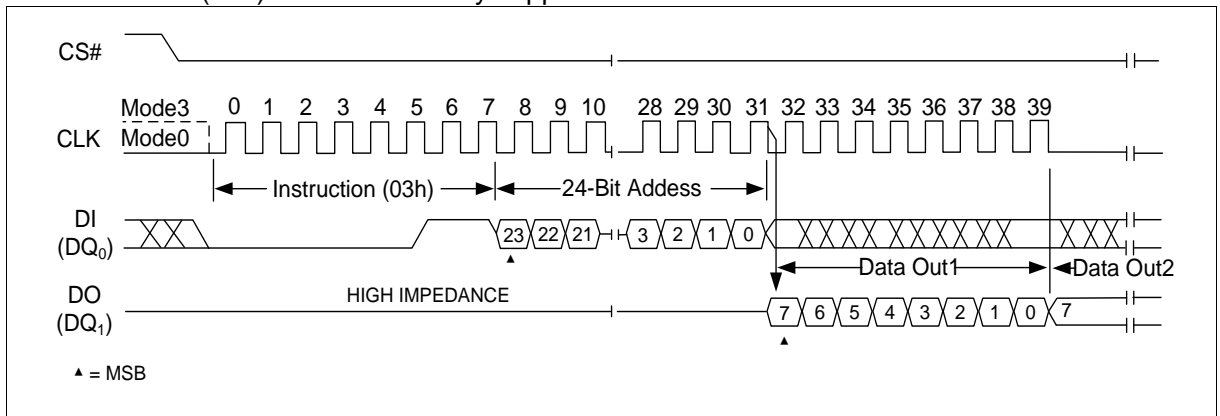 CS#
Mode3 0 1 2 3 4 5 6 7 8 9 10 28 29 30 31 32 33 34 35 36 37 38 39
CLK Mode0
Instruction (03h) 24-Bit Addess
DI
(DQ0)
23 22 21 3 2 1 0
Data Out1 Data Out2
DO
(DQ1)
HIGH IMPEDANCE
7 6 5 4 3 2 1 0 7
▲ = MSB